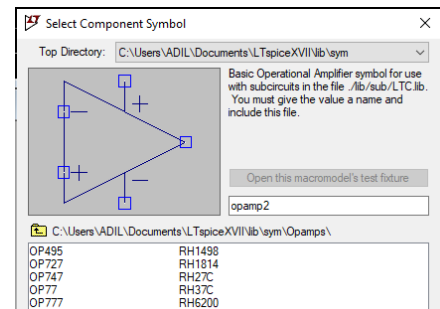 Select Component Symbol
Top Directory: C:\Users\ADIL\Documents\LTspiceXVII\lib\sym
Basic Operational Amplifier symbol for use
with subcircuits in the file ./lib/sub/LTC.lib.
You must give the value a name and
include this file.
Open this macromodel's test fixture
opamp2
C:\Users\ADIL\Documents\LTspiceXVII\lib\sym\Opamps\
OP495 RH1498
OP727 RH1814
OP747 RH27C
OP77 RH37C
OP777 RH6200